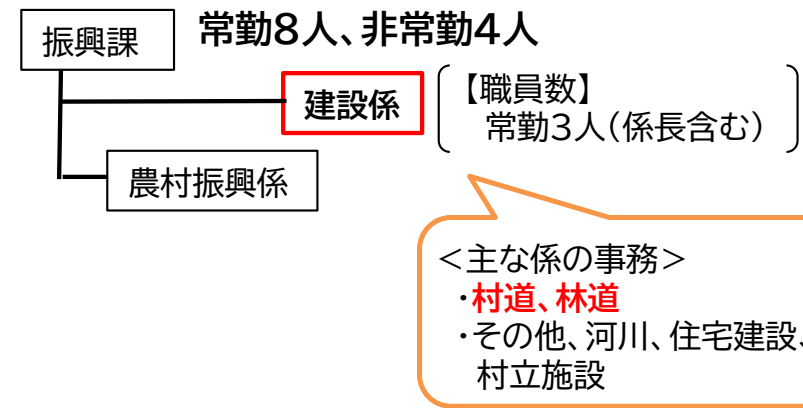 振興課
常勤8人、非常勤4人
建設係
【職員数】
常勤3人(係長含む)
農村振興係
<主な係の事務>
・村道、林道
・その他、河川、住宅建設、
村立施設